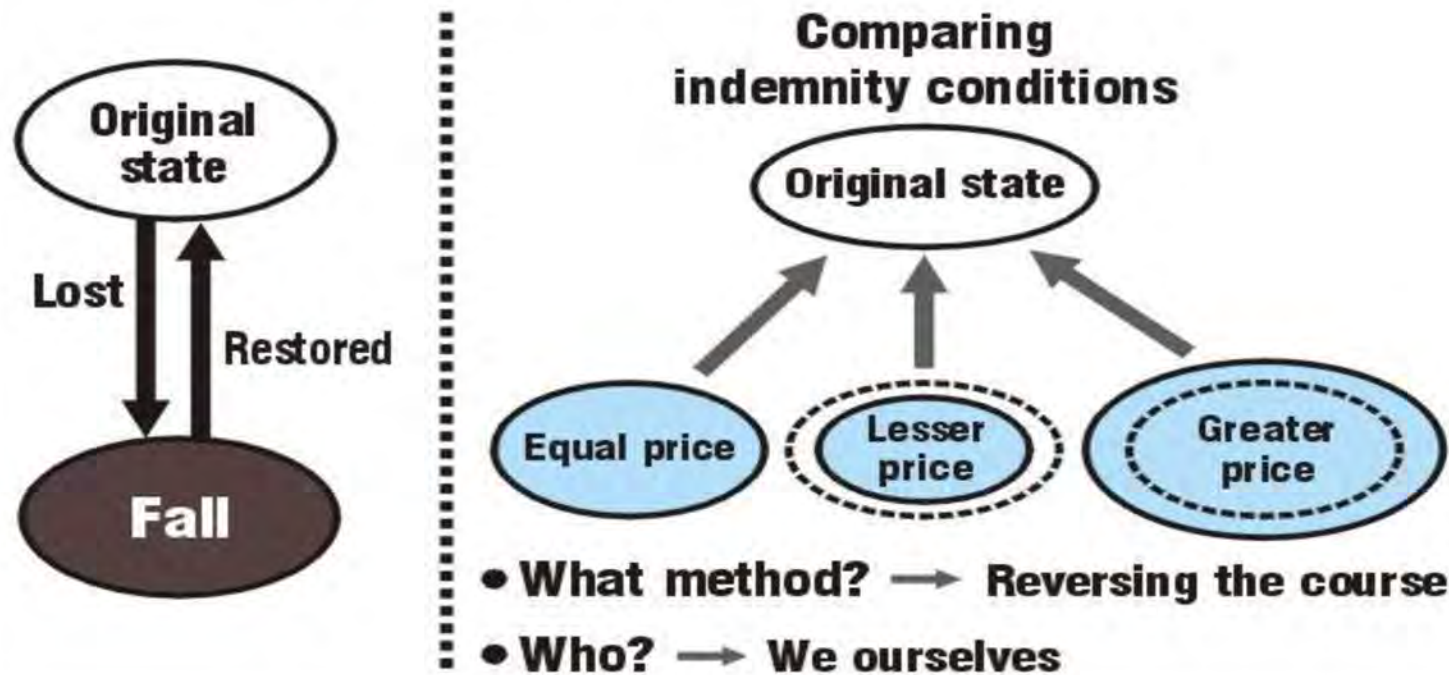 Original
state
Lost
Restored
Fall
Comparing
indemnity conditions
Original state
Equal price
Lesser
price
Greater
price
• What method? → Reversing the course
• Who? → We ourselves